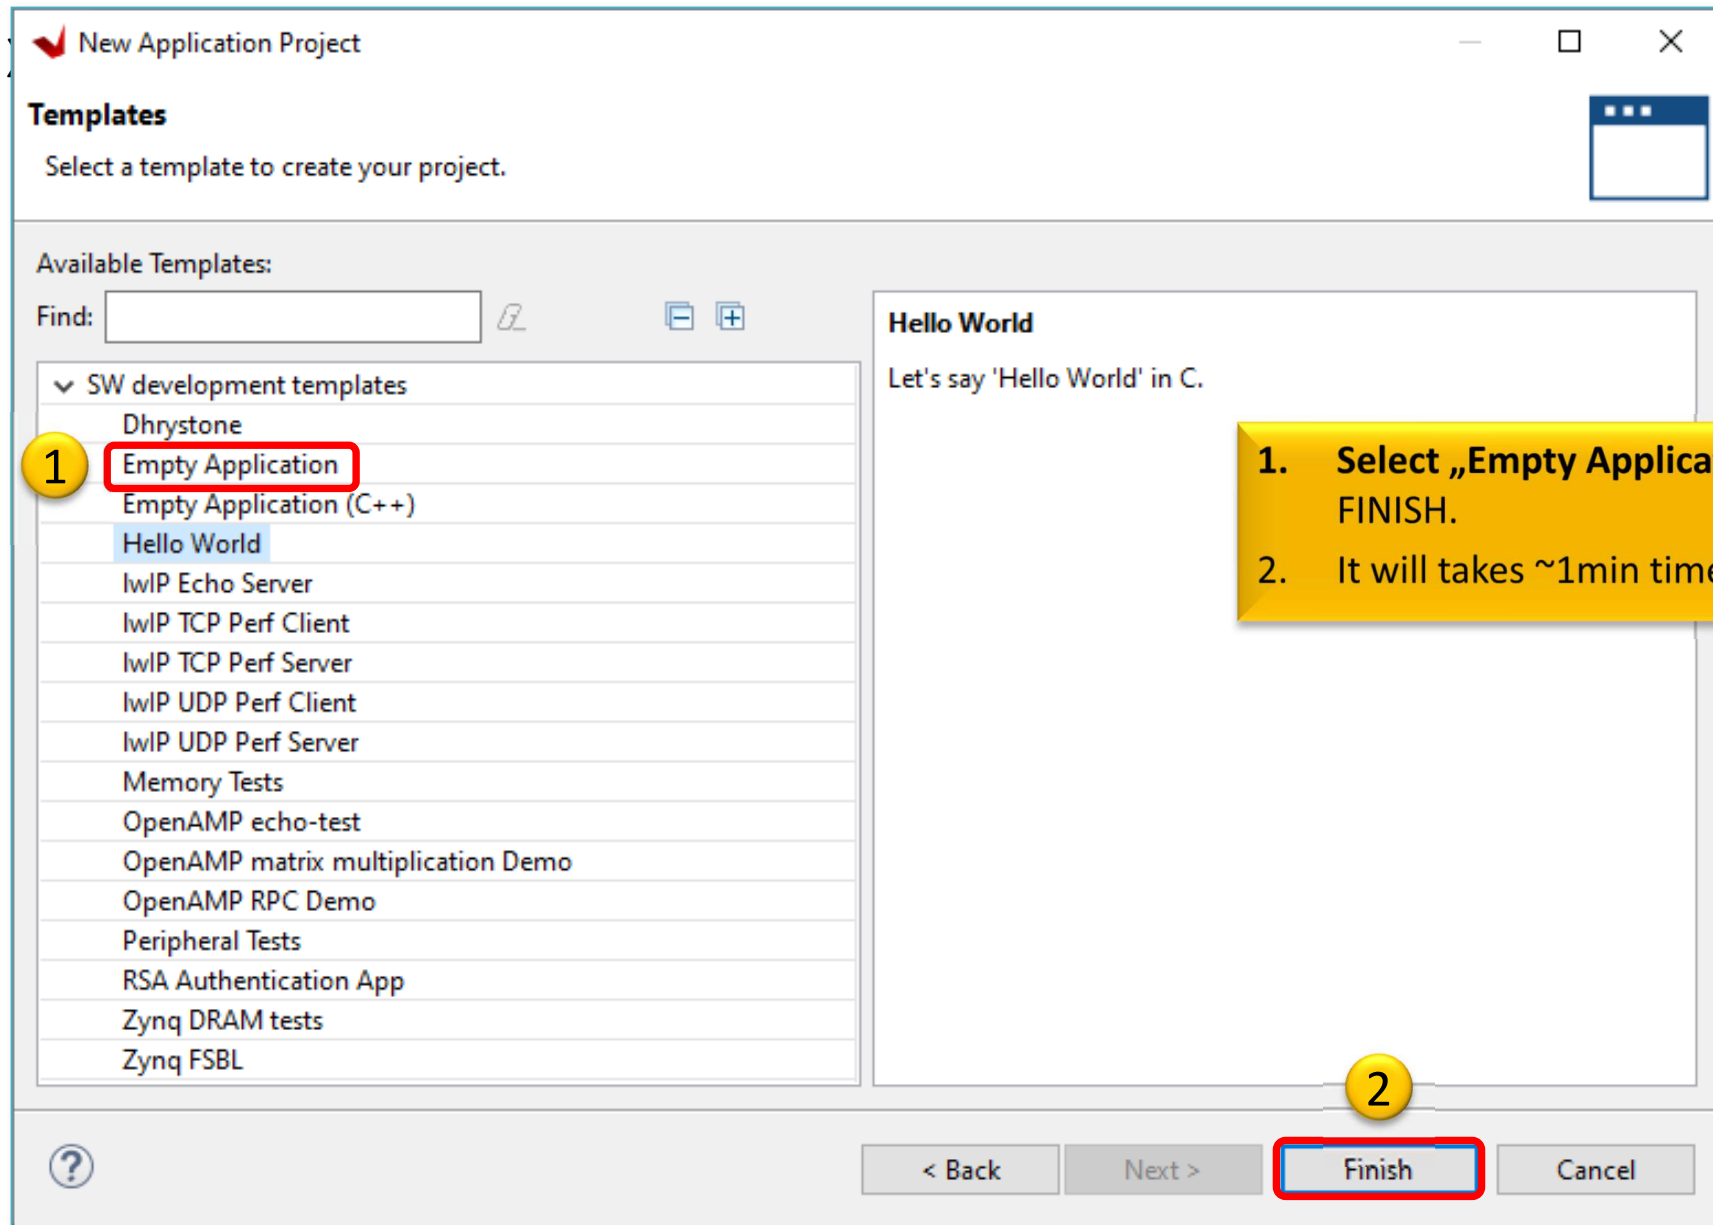 New Application Project
Templates
Select a template to create your project.
Available Templates:
Find:
SW development templates
Dhrystone
1
Empty Application
Empty Application (C++)
Hello World
lwIP Echo Server
lwIP TCP Perf Client
lwIP TCP Perf Server
lwIP UDP Perf Client
lwIP UDP Perf Server
Memory Tests
OpenAMP echo-test
OpenAMP matrix multiplication Demo
OpenAMP RPC Demo
Peripheral Tests
RSA Authentication App
Zynq DRAM tests
Zynq FSBL
Hello World
Let's say 'Hello World' in C.
1. Select „Empty Applica
FINISH.
2. It will takes ~1min time
2
?
< Back
Next >
Finish
Cancel